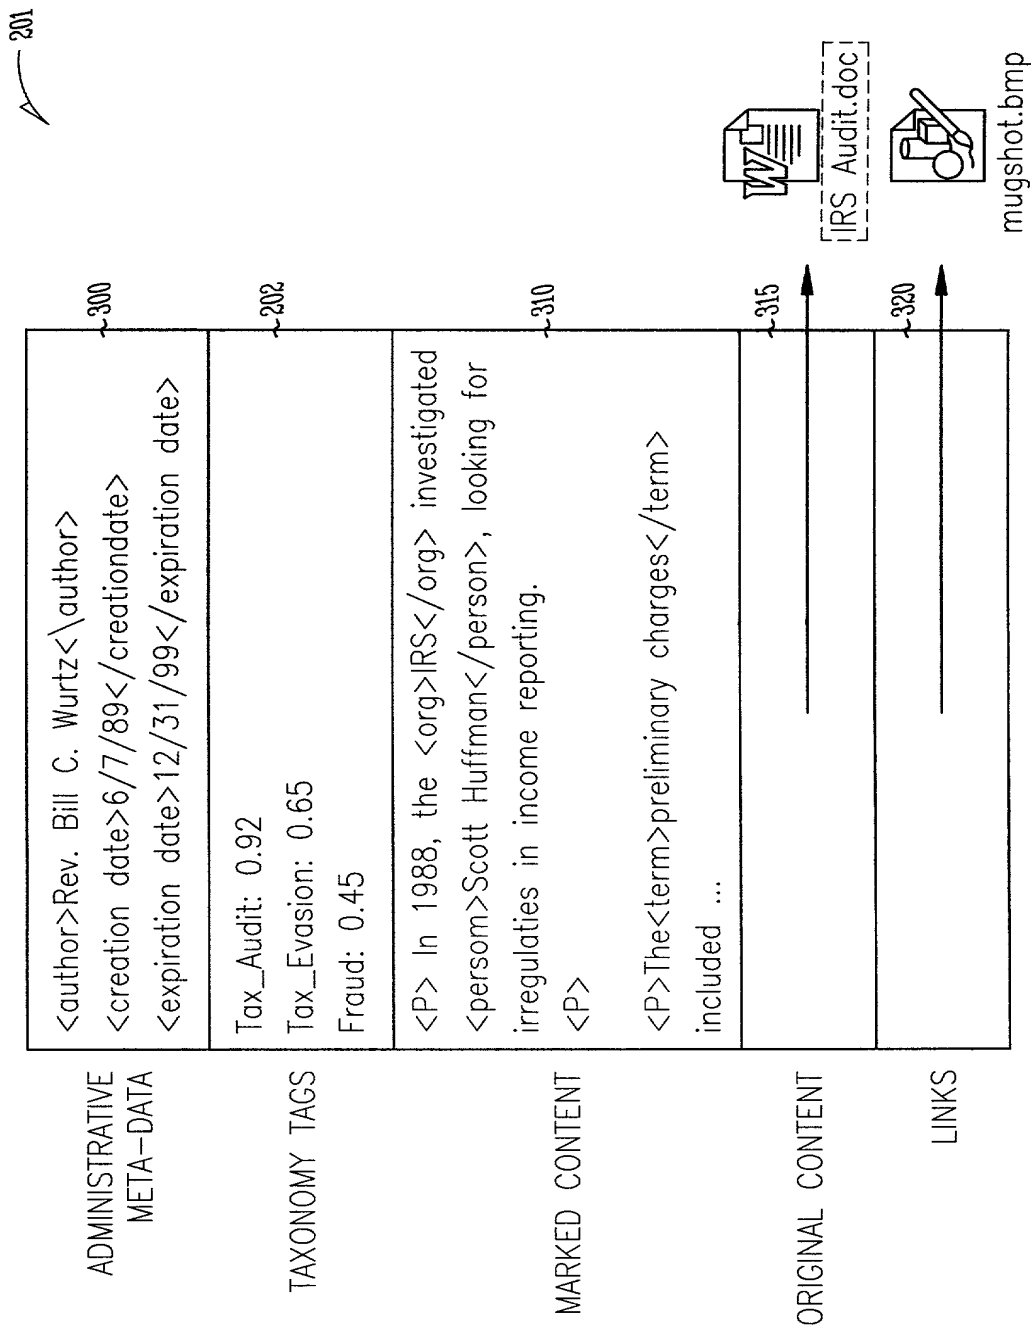 201
ADMINISTRATIVE
META-DATA
<author>Rev. Bill C. Wurtz<\author>
<creation date>6/7/89</creationdate>
<expiration date>12/31/99</expiration date>
300
TAXONOMY TAGS
Tax_Audit: 0.92
Tax_Evasion: 0.65
Fraud: 0.45
202
MARKED CONTENT
<P> In 1988, the <org>IRS</org> investigated
<persom>Scott Huffman</person>, looking for
irregulaties in income reporting.
<P>
<P>The<term>preliminary charges</term>
included ...
310
ORIGINAL CONTENT
315
W
IRS Audit.doc
LINKS
320
mugshot.bmp